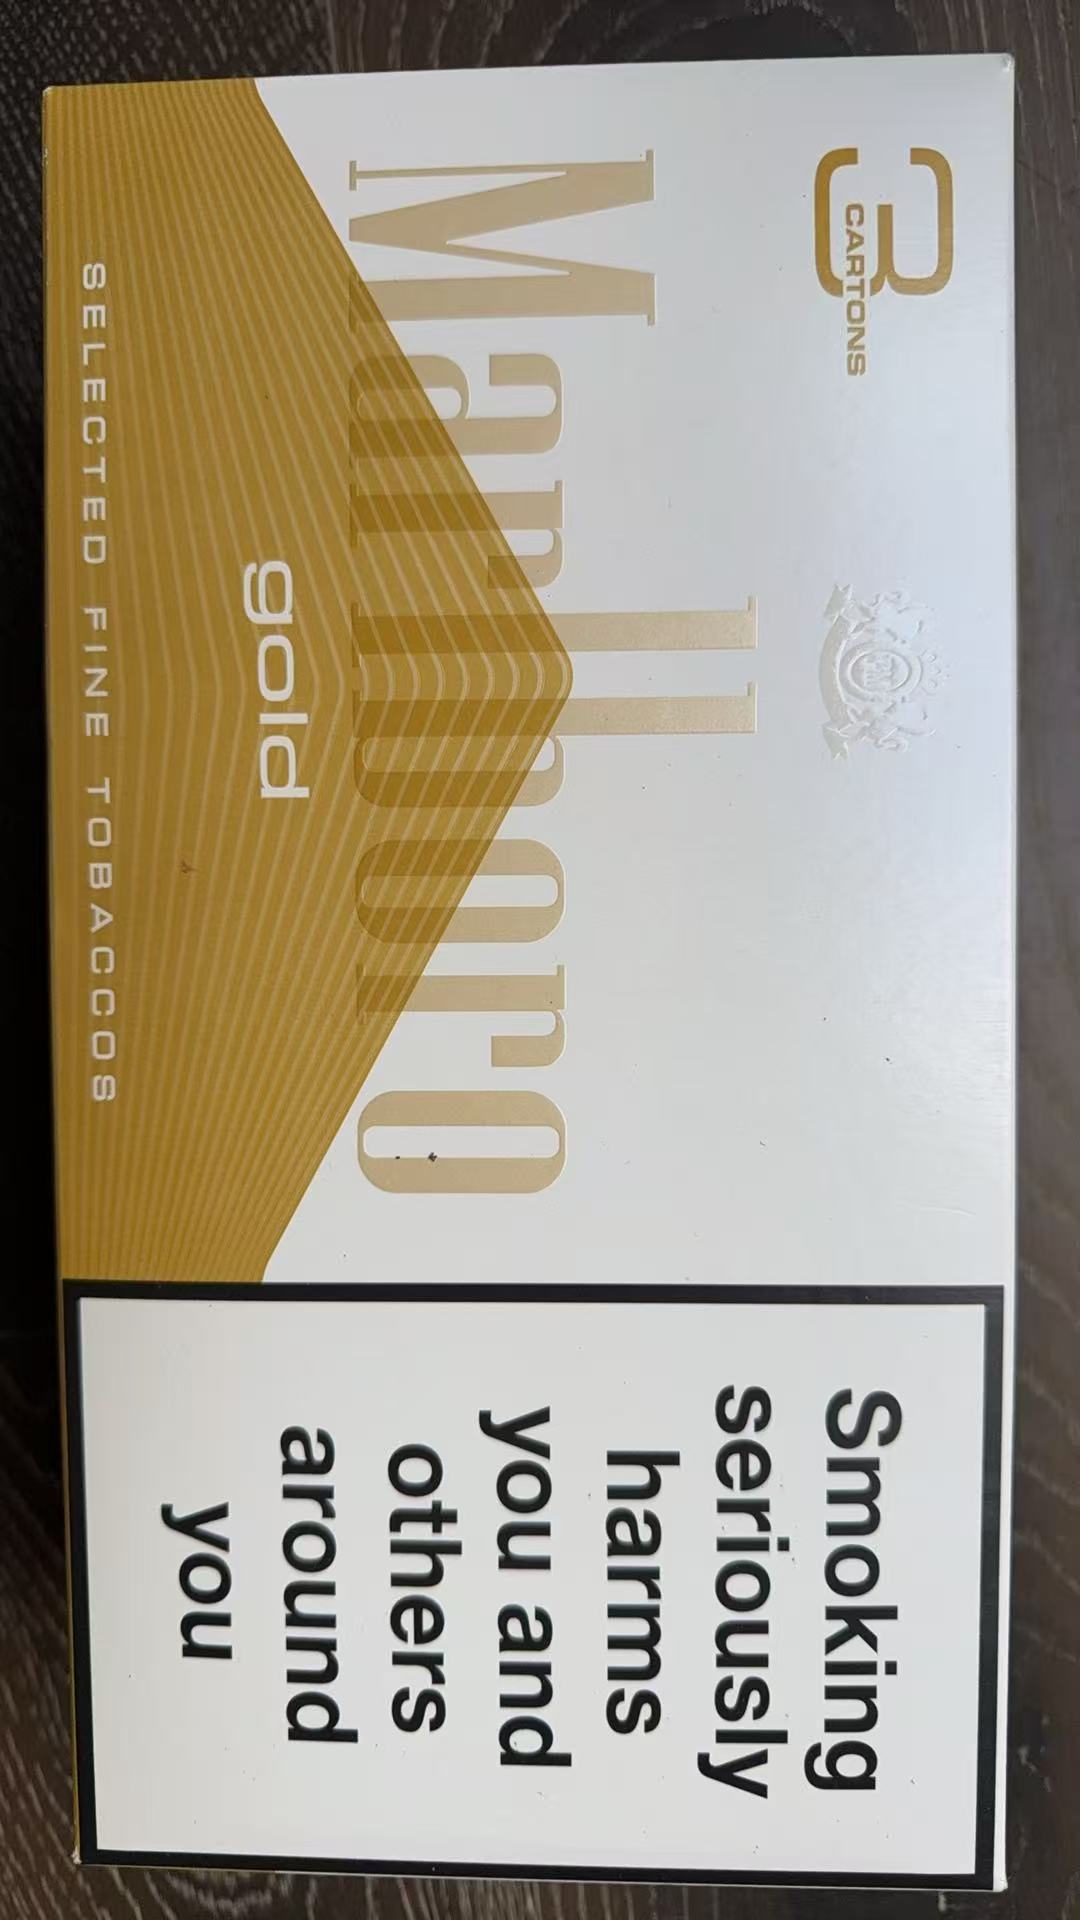 3
CARTONS
Marlboro
gold
SELECTED FINE TOBACCOS
Smoking
seriously
harms
you and
others
around
you